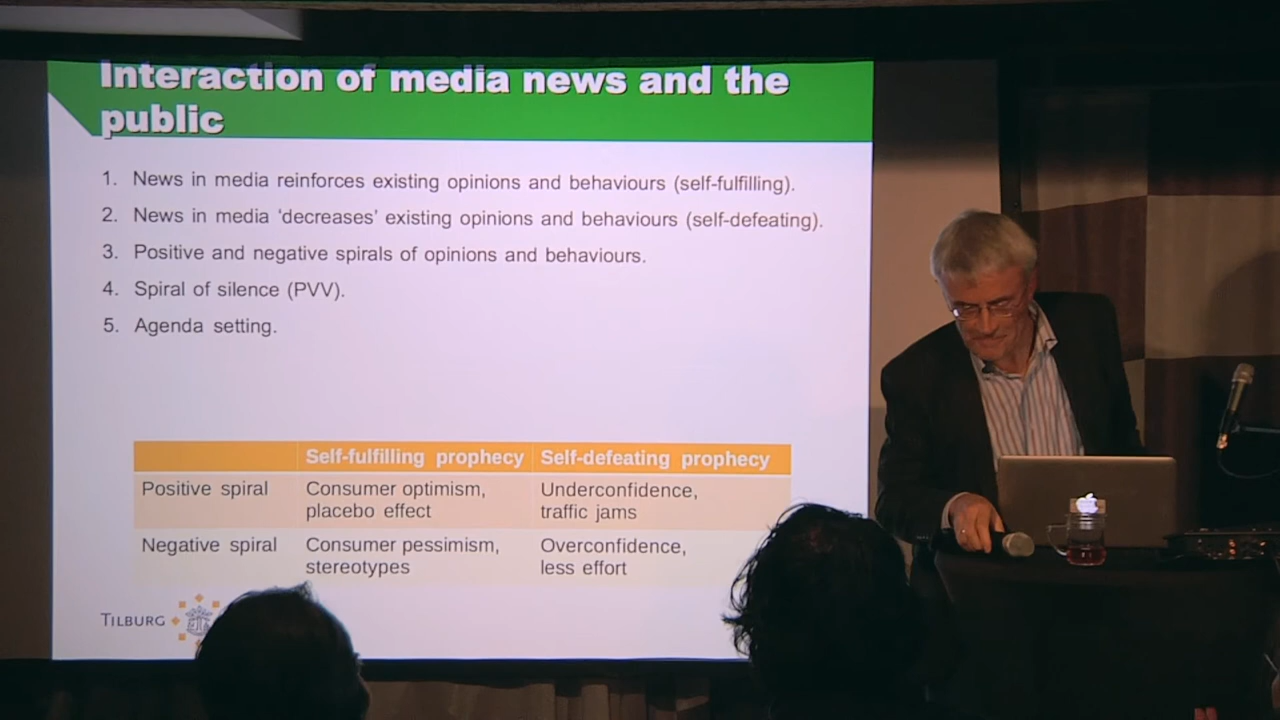 Interaction of media news and the
public
1. News in media reinforces existing opinions and behaviours (self-fulfilling).
2. News in media ‘decreases’ existing opinions and behaviours (self-defeating).
3. Positive and negative spirals of opinions and behaviours.
4. Spiral of silence (PVV).
5. Agenda setting.
Self-fulfilling prophecy Self-defeating prophecy
Positive spiral Consumer optimism, Underconfidence,
placebo effect traffic jams
Negative spiral Consumer pessimism, Overconfidence,
stereotypes less effort
TILBURG